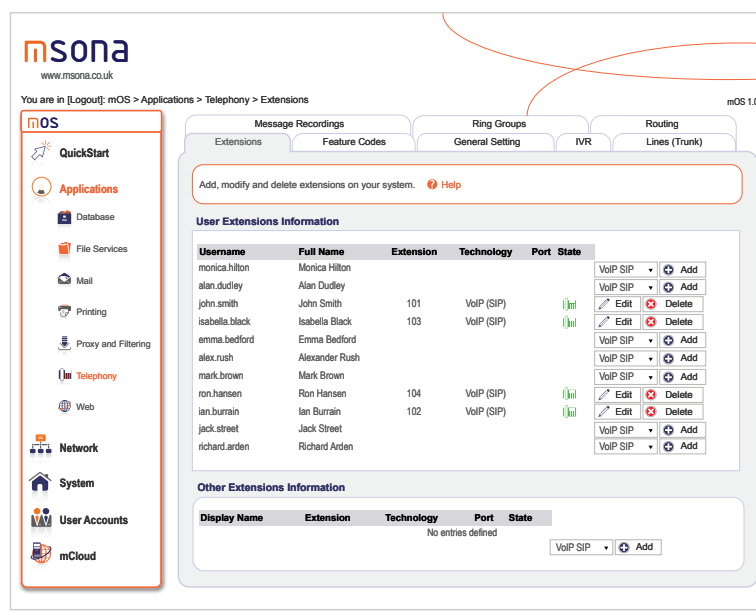 msona
www.msona.co.uk
You are in [Logout]: mOS > Applications > Telephony > Extensions
mOS 1.0
mOS
QuickStart
Applications
Database
File Services
Mail
Printing
Proxy and Filtering
Telephony
Web
Network
System
User Accounts
mCloud
Message Recordings Ring Groups Routing
Extensions Feature Codes General Setting IVR Lines (Trunk)
Add, modify and delete extensions on your system. ? Help
User Extensions Information
Username Full Name Extension Technology Port State
monica.hilton Monica Hilton VoIP SIP Add
alan.dudley Alan Dudley VoIP SIP Add
john.smith John Smith 101 VoIP (SIP) Edit Delete
isabella.black Isabella Black 103 VoIP (SIP) Edit Delete
emma.bedford Emma Bedford VoIP SIP Add
alex.rush Alexander Rush VoIP SIP Add
mark.brown Mark Brown VoIP SIP Add
ron.hansen Ron Hansen 104 VoIP (SIP) Edit Delete
ian.burrain Ian Burrain 102 VoIP (SIP) Edit Delete
jack.street Jack Street VoIP SIP Add
richard.arden Richard Arden VoIP SIP Add
Other Extensions Information
Display Name Extension Technology Port State
No entries defined
VoIP SIP Add